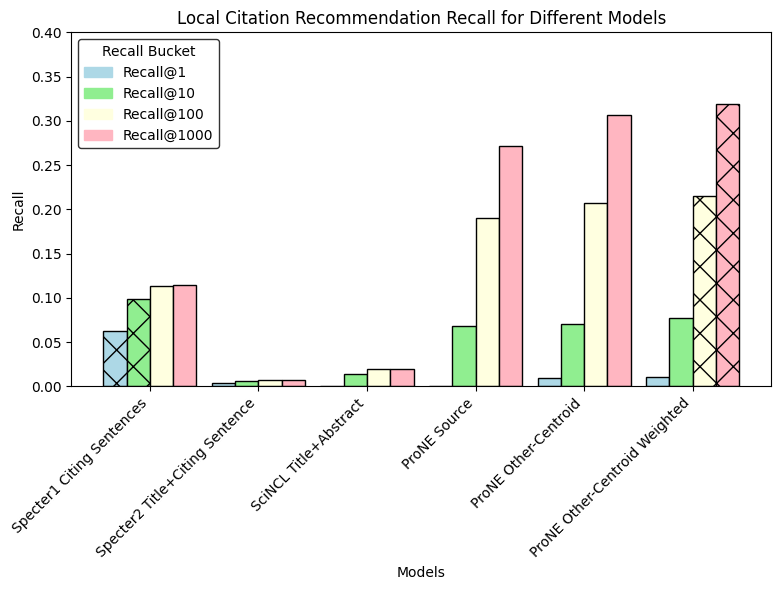 Local Citation Recommendation Recall for Different Models
0.40
0.35
0.30
0.25
0.20
0.15
0.10
0.05
0.00
Recall
Recall Bucket
Recall@1
Recall@10
Recall@100
Recall@1000
Specter1 Citing Sentences
Specter2 Title+Citing Sentence
SciNCL Title+Abstract
ProNE Source
ProNE Other-Centroid
ProNE Other-Centroid Weighted
Models